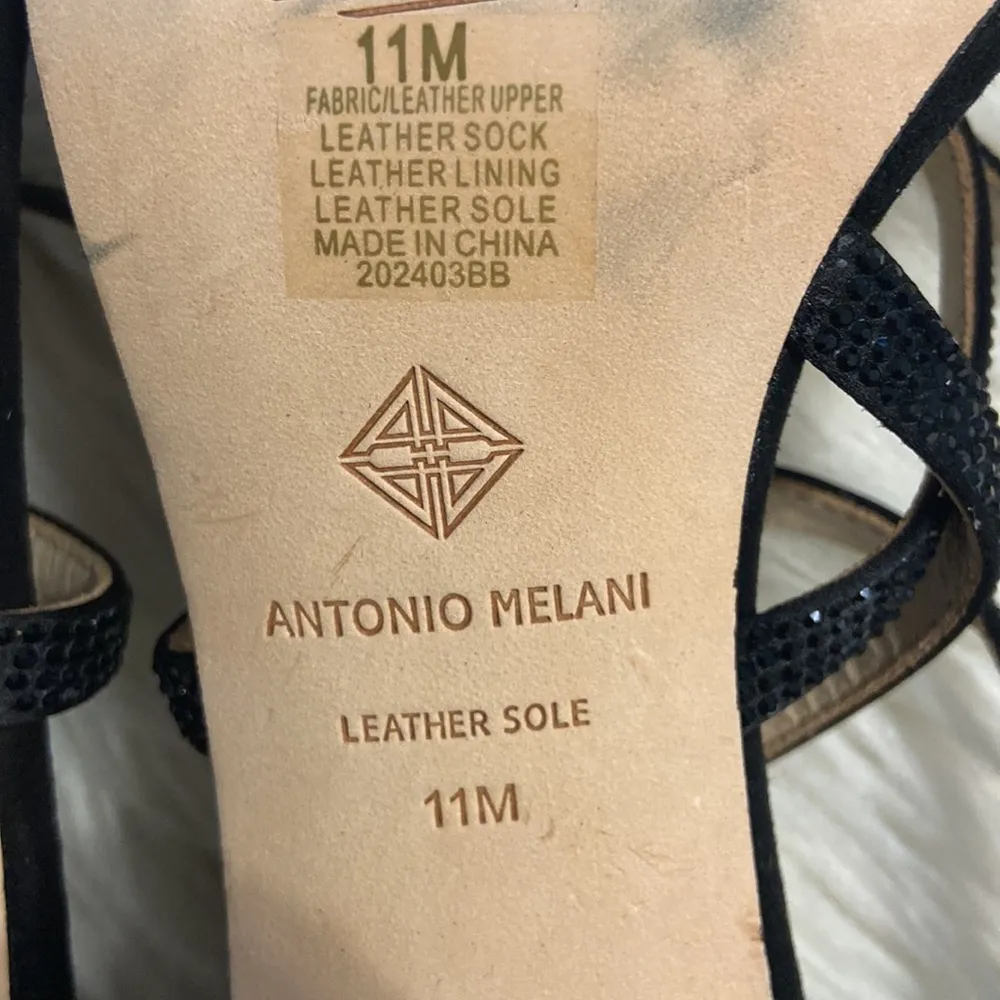 11M
FABRIC/LEATHER UPPER
LEATHER SOCK
LEATHER LINING
LEATHER SOLE
MADE IN CHINA
202403BB
ANTONIO MELANI
LEATHER SOLE
11M